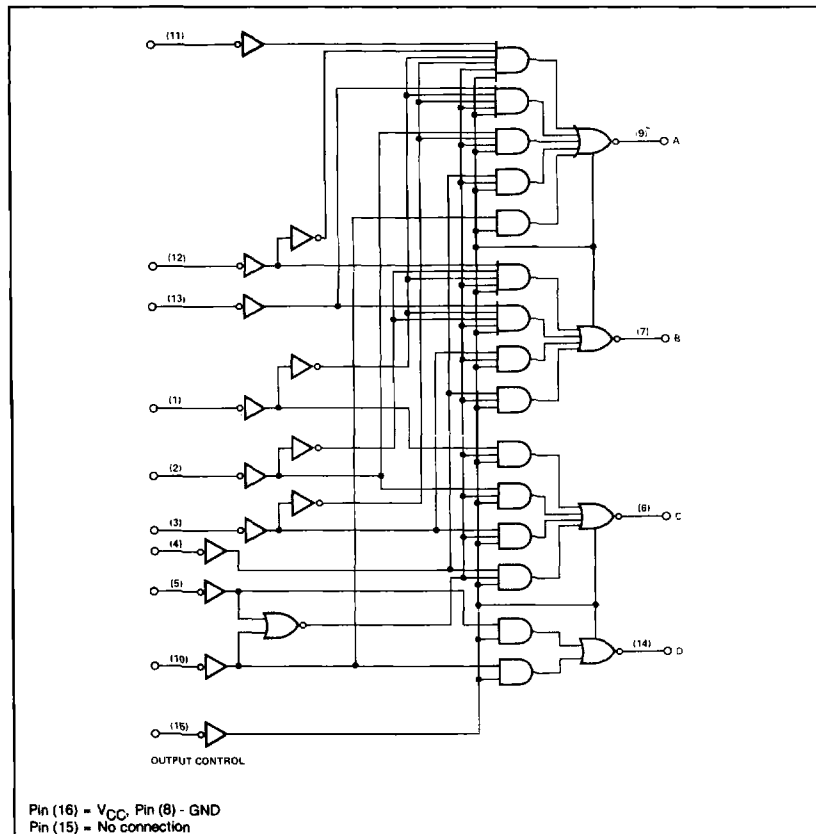 (11)
(9) A
(12)
(13)
(7) B
(1)
(2)
(6) C
(3)
(4)
(5)
(14) D
(10)
(15)
OUTPUT CONTROL
Pin (16) = VCC, Pin (8) - GND
Pin (15) = No connection